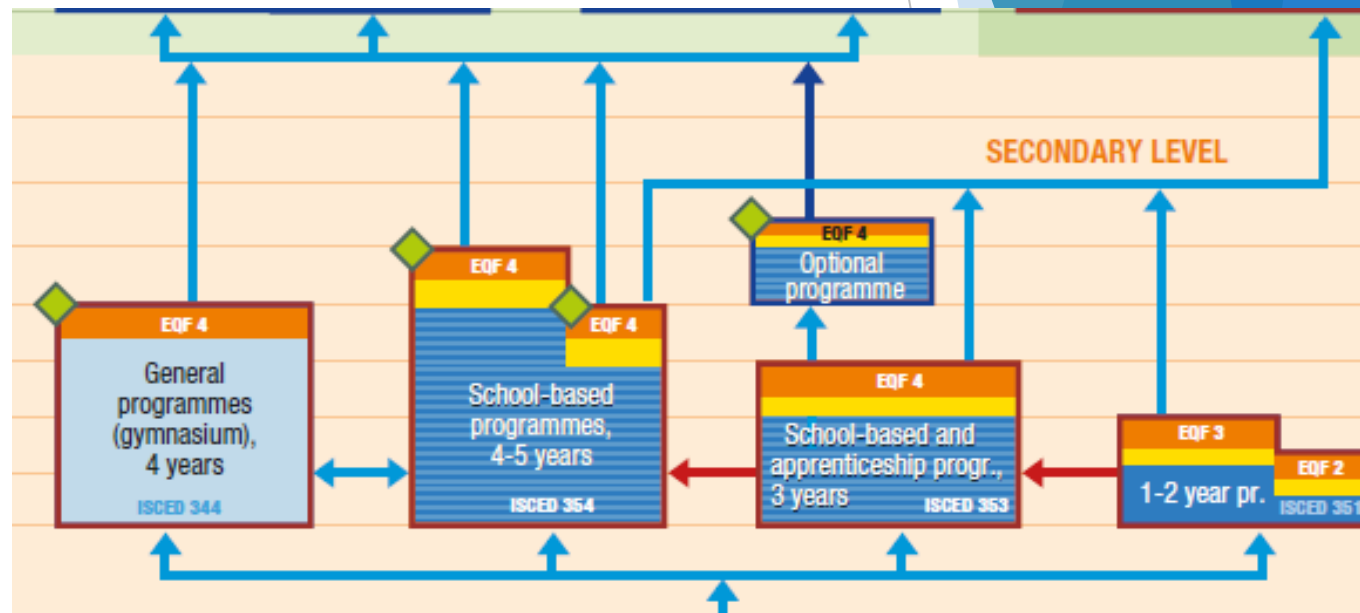 SECONDARY LEVEL
EQF 4
General
programmes
(gymnasium),
4 years
ISCED 344
EQF 4
EQF 4
School-based
programmes,
4-5 years
ISCED 354
EQF 4
Optional
programme
EQF 4
School-based and
apprenticeship progr.,
3 years
ISCED 353
EQF 3
1-2 year pr.
EQF 2
ISCED 351